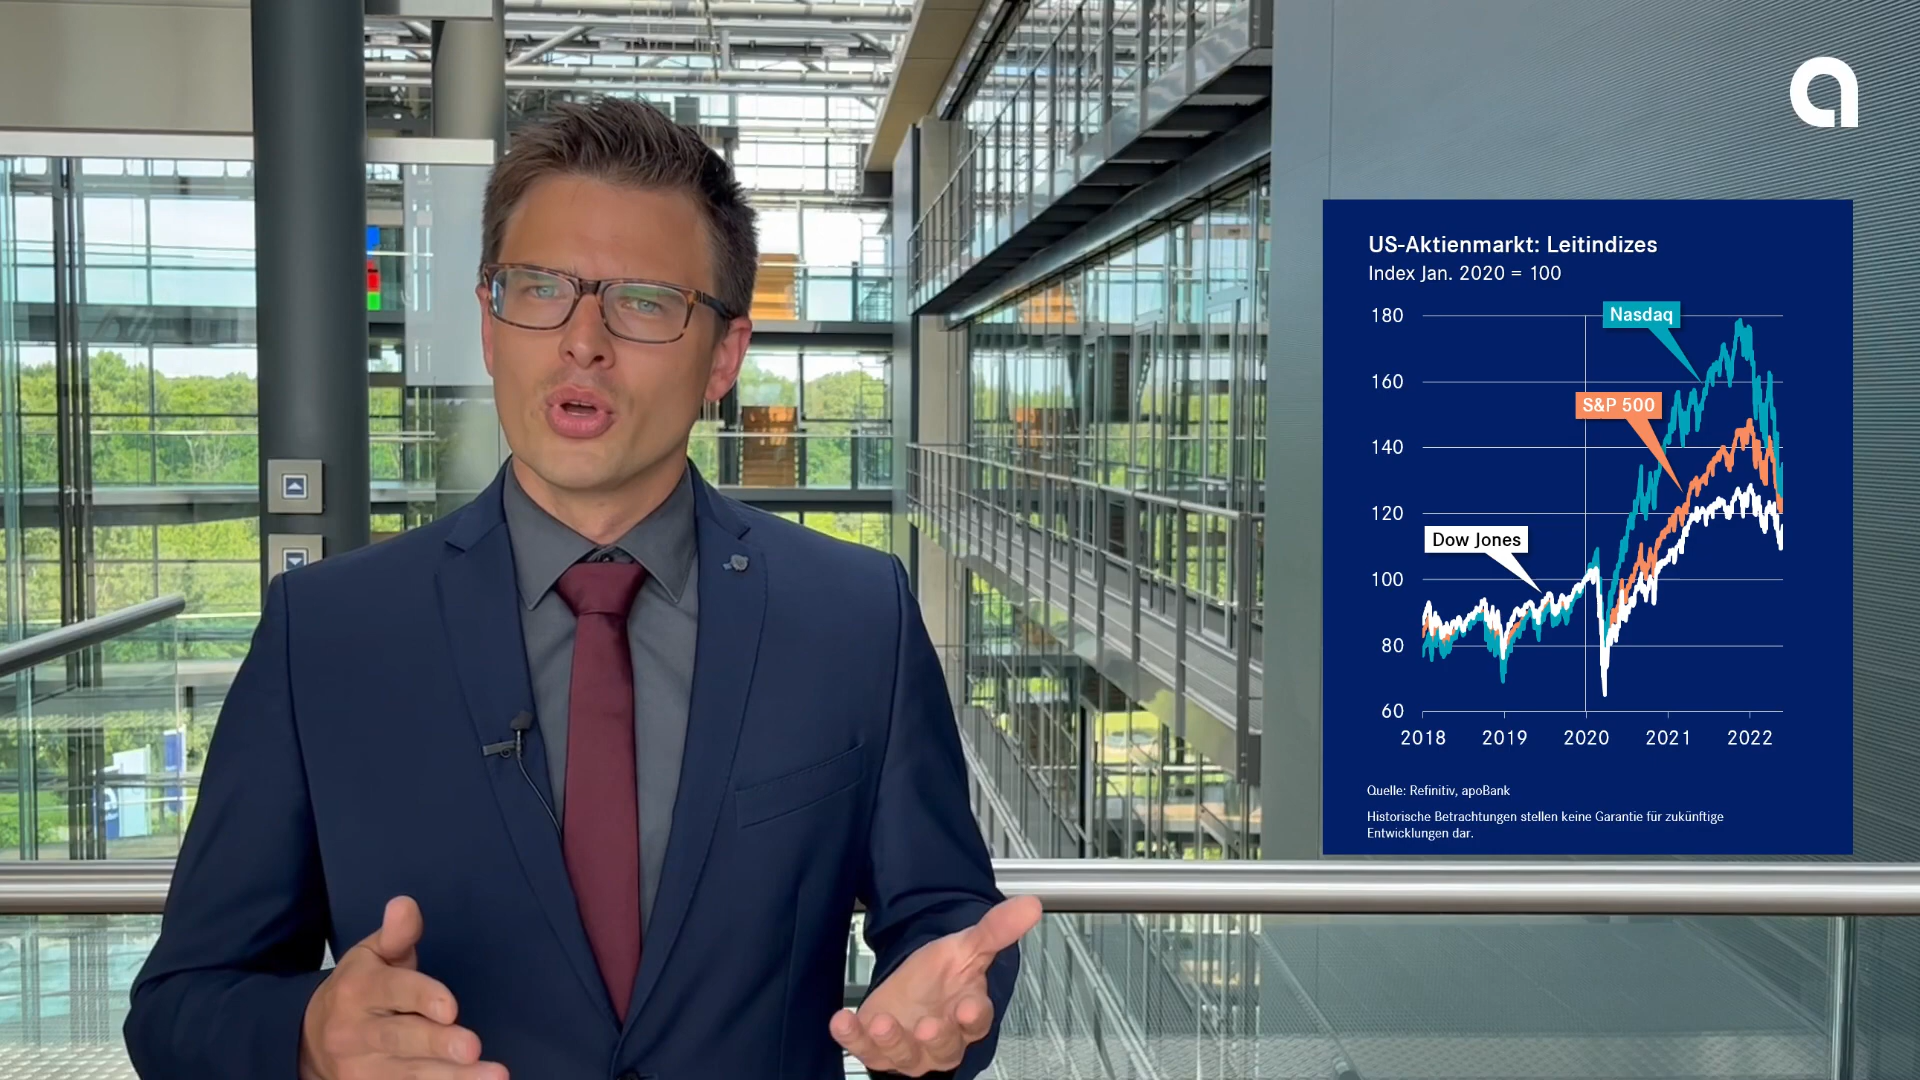 US-Aktienmarkt: Leitindizes
Index Jan. 2020 = 100
180
160
140
120
100
80
60
Nasdaq
S&P 500
Dow Jones
2018 2019 2020 2021 2022
Quelle: Refinitiv, apoBank
Historische Betrachtungen stellen keine Garantie für zukünftige
Entwicklungen dar.